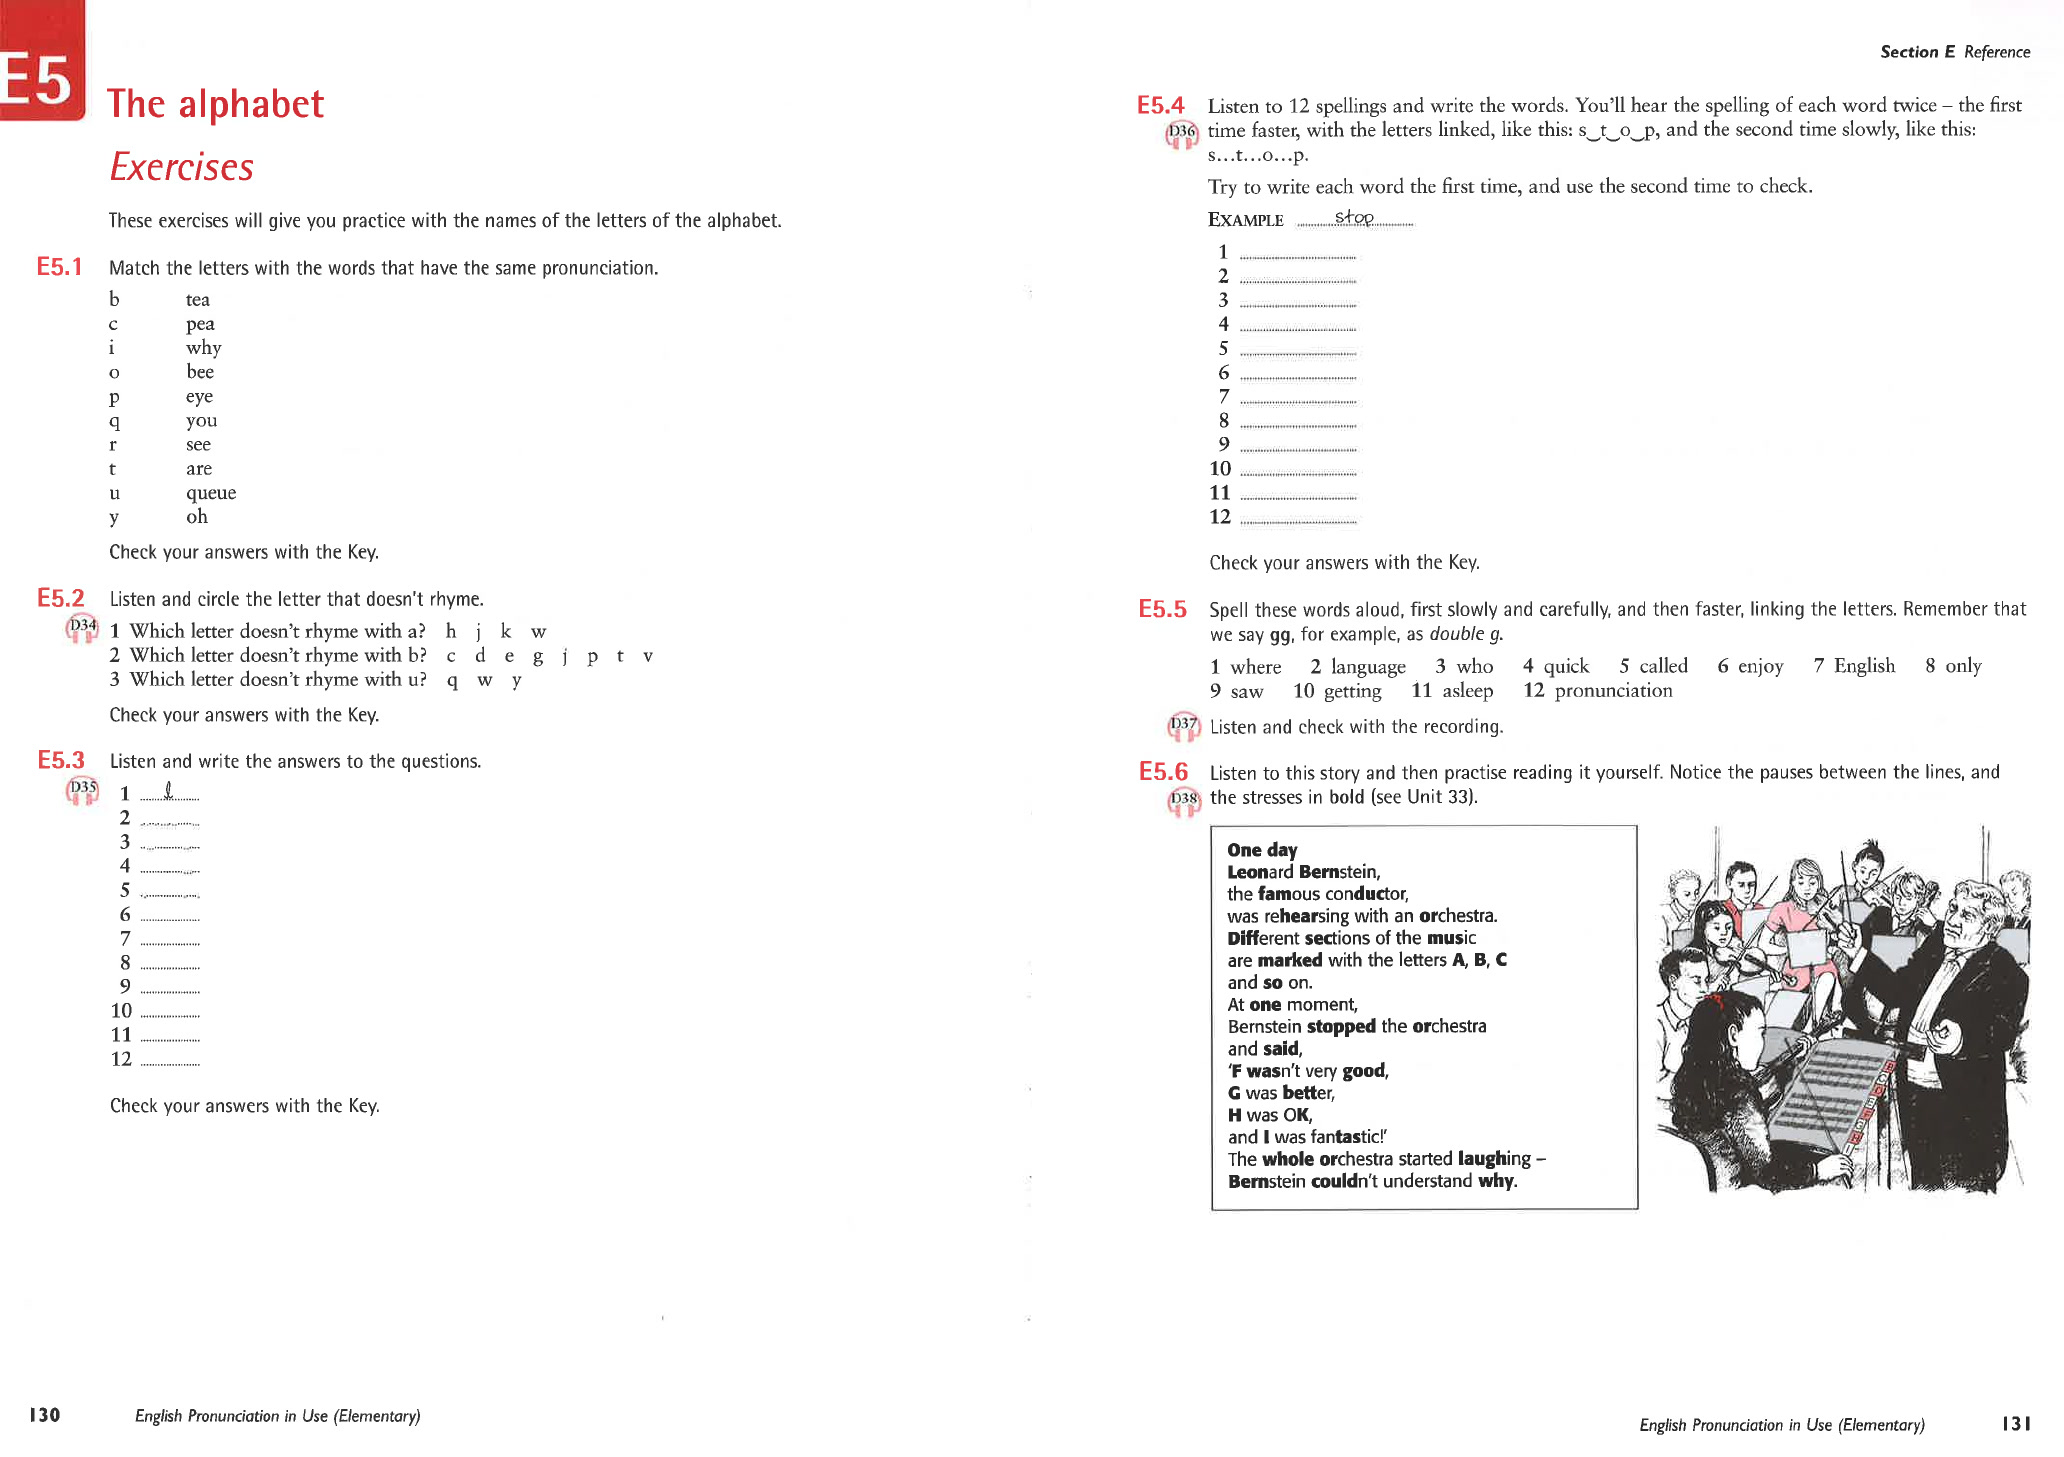 E5
The alphabet
Exercises
These exercises will give you practice with the names of the letters of the alphabet.
E5.1 Match the letters with the words that have the same pronunciation.
b tea
c pea
i why
o bee
p eye
q you
r see
t are
u queue
y oh
Check your answers with the Key.
E5.2 Listen and circle the letter that doesn't rhyme.
D34 1 Which letter doesn't rhyme with a? h j k w
2 Which letter doesn't rhyme with b? c d e g j p t v
3 Which letter doesn't rhyme with u? q w y
Check your answers with the Key.
E5.3 Listen and write the answers to the questions.
D35 1 l
2
3
4
5
6
7
8
9
10
11
12
Check your answers with the Key.
130 English Pronunciation in Use (Elementary)
Section E Reference
E5.4 Listen to 12 spellings and write the words. You'll hear the spelling of each word twice – the first
D36 time faster, with the letters linked, like this: s‿t‿o‿p, and the second time slowly, like this:
s...t...o...p.
Try to write each word the first time, and use the second time to check.
EXAMPLE stop
1
2
3
4
5
6
7
8
9
10
11
12
Check your answers with the Key.
E5.5 Spell these words aloud, first slowly and carefully, and then faster, linking the letters. Remember that
we say gg, for example, as double g.
1 where 2 language 3 who 4 quick 5 called 6 enjoy 7 English 8 only
9 saw 10 getting 11 asleep 12 pronunciation
D37 Listen and check with the recording.
E5.6 Listen to this story and then practise reading it yourself. Notice the pauses between the lines, and
D38 the stresses in bold (see Unit 33).
One day
Leonard Bernstein,
the famous conductor,
was rehearsing with an orchestra.
Different sections of the music
are marked with the letters A, B, C
and so on.
At one moment,
Bernstein stopped the orchestra
and said,
'F wasn't very good,
G was better,
H was OK,
and I was fantastic!'
The whole orchestra started laughing –
Bernstein couldn't understand why.
B
C
D
E
F
G
H
I
English Pronunciation in Use (Elementary) 131